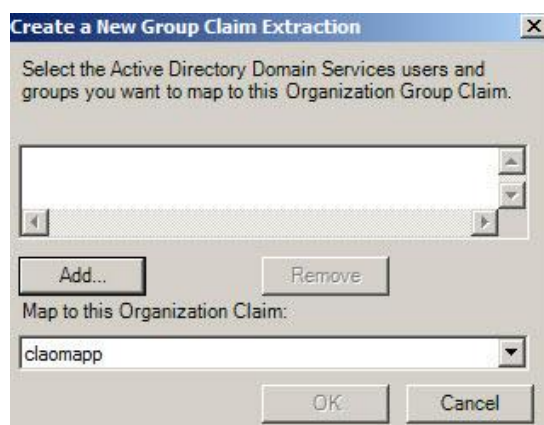 Create a New Group Claim Extraction
Select the Active Directory Domain Services users and
groups you want to map to this Organization Group Claim.
Add...
Remove
Map to this Organization Claim:
claomapp
OK
Cancel